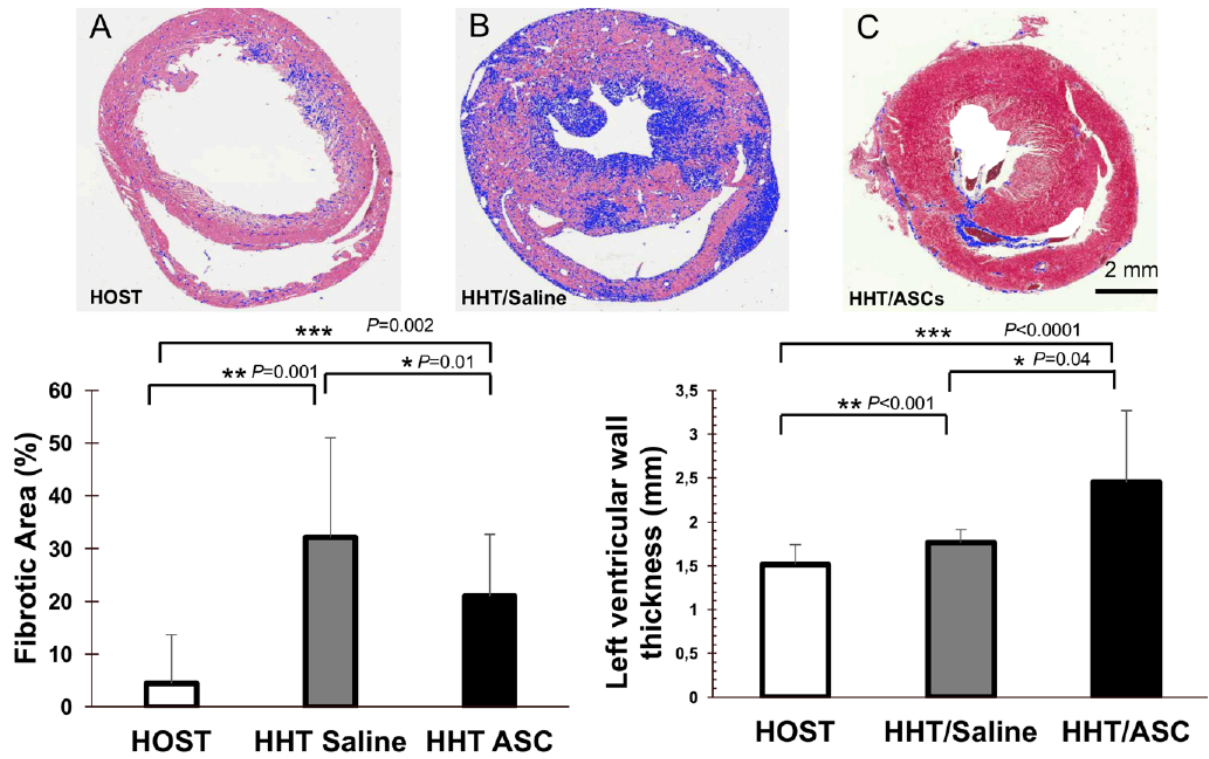 A
B
C
HOST
HHT/Saline
HHT/ASCs
2 mm
*** P=0.002
** P=0.001
* P=0.01
Fibrotic Area (%)
60
50
40
30
20
10
0
HOST
HHT Saline
HHT ASC
*** P<0.0001
* P=0.04
** P<0.001
Left ventricular wall
thickness (mm)
3,5
3
2,5
2
1,5
1
0,5
0
HOST
HHT/Saline
HHT/ASC